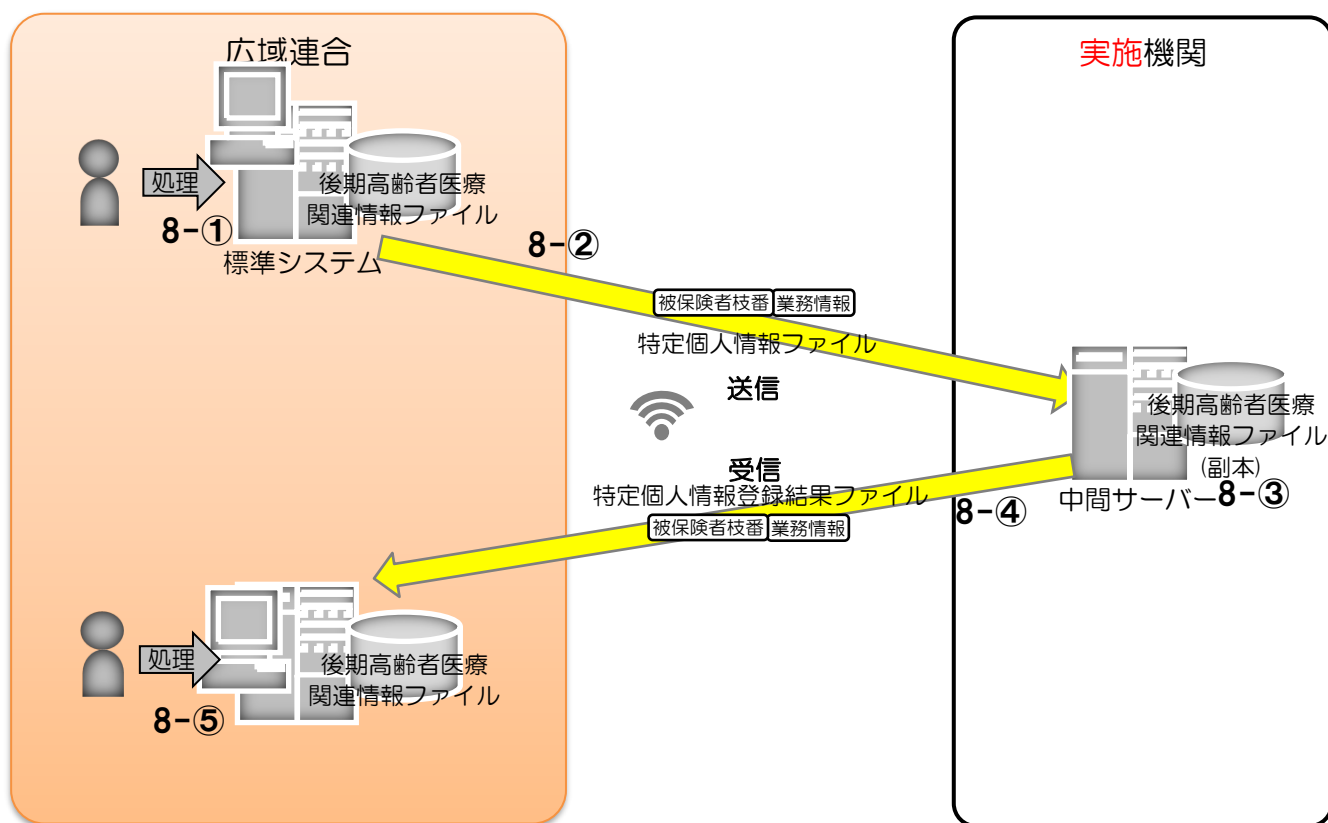 広域連合
実施機関
処理
8-①
後期高齢者医療
関連情報ファイル
標準システム
8-②
被保険者枝番 業務情報
特定個人情報ファイル
送信
後期高齢者医療
関連情報ファイル
(副本)
中間サーバー8-③
受信
特定個人情報登録結果ファイル
8-④
被保険者枝番 業務情報
処理
8-⑤
後期高齢者医療
関連情報ファイル